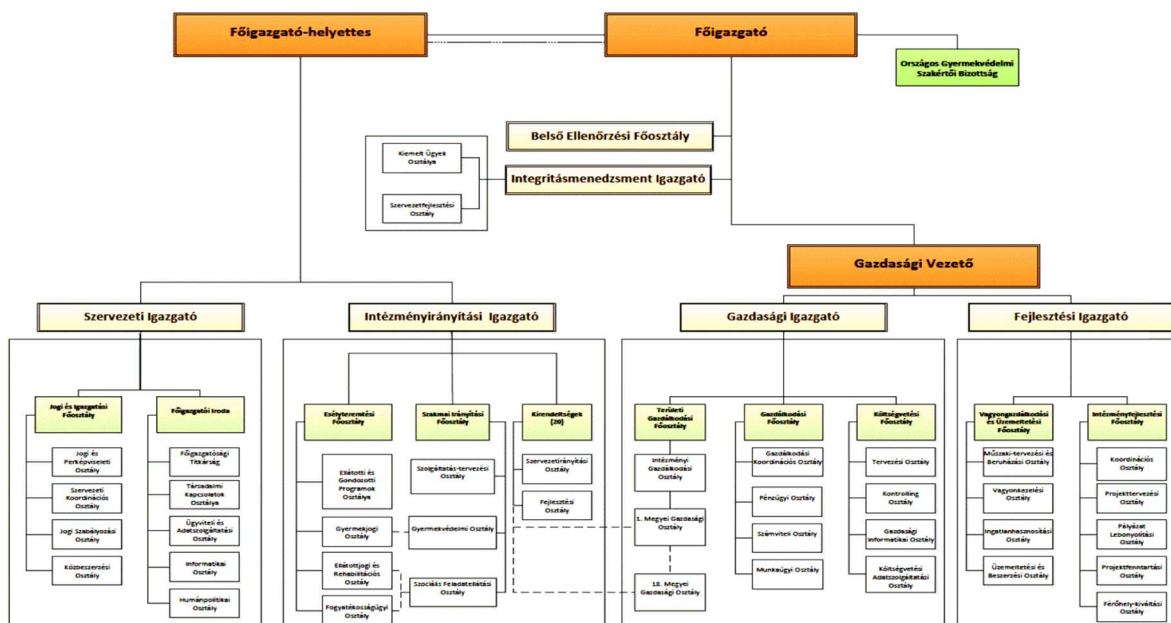 Főigazgató-helyettes
Főigazgató
Országos Gyermekvédelmi
Szakértői Bizottság
Belső Ellenőrzési Főosztály
Kiemelt Ügyek
Osztálya
Integritásmenedzsment Igazgató
Szervezetfejlesztési
Osztály
Gazdasági Vezető
Szervezeti Igazgató
Intézményirányítási Igazgató
Gazdasági Igazgató
Fejlesztési Igazgató
Jogi és Igazgatási
Főosztály
Jogi és
Perképviseleti
Osztály
Szervezeti
Koordinációs
Osztály
Jogi Szabályozási
Osztály
Közbeszerzési Osztály
Főigazgatói Iroda
Főigazgatósági
Titkárság
Társadalmi
Kapcsolatok
Osztálya
Ügyviteli és
Adatszolgáltatási
Osztály
Informatikai
Osztály
Humánpolitikai
Osztály
Esélyteremtési
Főosztály
Ellátotti és
Gondozotti
Programok
Osztálya
Gyermekjogi
Osztály
Ellátottjogi és
Rehabilitációs
Osztály
Fogyatékosságügyi
Osztály
Szakmai Irányítási
Főosztály
Szolgáltatás-tervezési
Osztály
Gyermekvédelmi Osztály
Szociális Feladatellátási
Osztály
Kirendeltségek
(20)
Szervezetirányítási
Osztály
Fejlesztési
Osztály
Területi
Gazdálkodási
Főosztály
Intézményi
Gazdálkodási
Osztály
1. Megyei Gazdasági
Osztály
18. Megyei
Gazdasági Osztály
Gazdálkodási
Főosztály
Gazdálkodási
Koordinációs Osztály
Pénzügyi Osztály
Számviteli Osztály
Munkaügyi Osztály
Költségvetési
Főosztály
Tervezési Osztály
Kontrolling
Osztály
Gazdasági
Informatikai Osztály
Költségvetési
Adatszolgáltatási
Osztály
Vagyongazdálkodási
és Üzemeltetési
Főosztály
Műszaki-tervezési és
Beruházási Osztály
Vagyonkezelési
Osztály
Ingatlanhasznosítási
Osztály
Üzemeltetési és
Beszerzési Osztály
Intézményfejlesztési
Főosztály
Koordinációs
Osztály
Projekttervezési
Osztály
Pályázat
Lebonyolítási
Osztály
Projektfenntartási
Osztály
Férőhely-kiváltási
Osztály